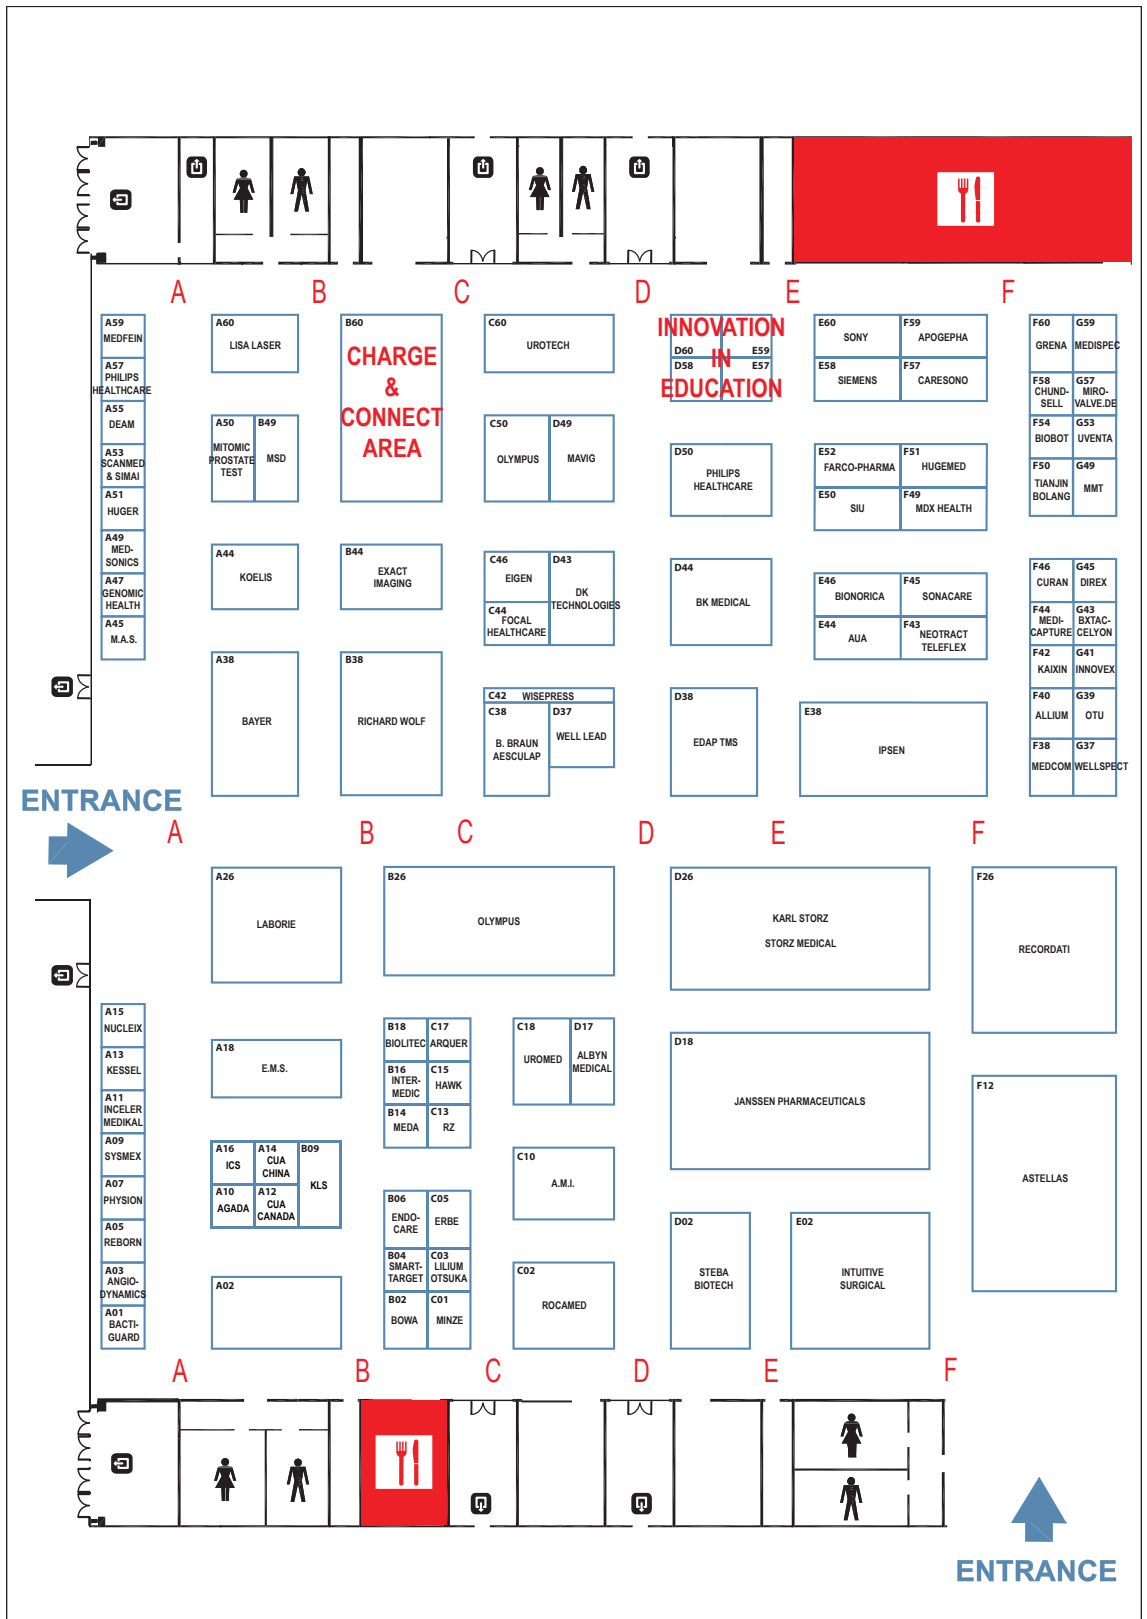 A
B
C
D
E
F
A59
MEDFEIN
A57
PHILIPS
HEALTHCARE
A55
DEAM
A53
SCANMED
& SIMAI
A51
HUGER
A49
MED-
SONICS
A47
GENOMIC
HEALTH
A45
M.A.S.
A60
LISA LASER
A50
MITOMIC
PROSTATE
TEST
B49
MSD
A44
KOELIS
A38
BAYER
B60
CHARGE
&
CONNECT
AREA
B44
EXACT
IMAGING
B38
RICHARD WOLF
C60
UROTECH
C50
OLYMPUS
D49
MAVIG
C46
EIGEN
C44
FOCAL
HEALTHCARE
D43
DK
TECHNOLOGIES
C42
WISEPRESS
C38
B. BRAUN
AESCULAP
D37
WELL LEAD
INNOVATION
IN
EDUCATION
D60
E59
D58
E57
D50
PHILIPS
HEALTHCARE
D44
BK MEDICAL
D38
EDAP TMS
E60
SONY
F59
APOGEPHA
E58
SIEMENS
F57
CARESONO
E52
FARCO-PHARMA
F51
HUGEMED
E50
SIU
F49
MDX HEALTH
E46
BIONORICA
F45
SONACARE
E44
AUA
F43
NEOTRACT
TELEFLEX
E38
IPSEN
F60
GRENA
G59
MEDISPEC
F58
CHUND-
SELL
G57
MIRO-
VALVE.DE
F54
BIOBOT
G53
UVENTA
F50
TIANJIN
BOLANG
G49
MMT
F46
CURAN
G45
DIREX
F44
MEDI-
CAPTURE
G43
BXTAC-
CELYON
F42
KAIXIN
G41
INNOVEX
F40
ALLIUM
G39
OTU
F38
MEDCOM
G37
WELLSPECT
ENTRANCE
A
B
C
D
E
F
A15
NUCLEIX
A13
KESSEL
A11
INCELER
MEDIKAL
A09
SYSMEX
A07
PHYSION
A05
REBORN
A03
ANGIO-
DYNAMICS
A01
BACTI-
GUARD
A26
LABORIE
A18
E.M.S.
A16
ICS
A14
CUA
CHINA
B09
KLS
A10
AGADA
A12
CUA
CANADA
A02
B26
OLYMPUS
B18
BIOLITEC
C17
ARQUER
B16
INTER-
MEDIC
C15
HAWK
B14
MEDA
C13
RZ
B06
ENDO-
CARE
C05
ERBE
B04
SMART-
TARGET
C03
LILIUM
OTSUKA
B02
BOWA
C01
MINZE
C18
UROMED
D17
ALBYN
MEDICAL
C10
A.M.I.
C02
ROCAMED
D26
KARL STORZ
STORZ MEDICAL
D18
JANSSEN PHARMACEUTICALS
D02
STEBA
BIOTECH
E02
INTUITIVE
SURGICAL
F26
RECORDATI
F12
ASTELLAS
A
B
C
D
E
F
ENTRANCE